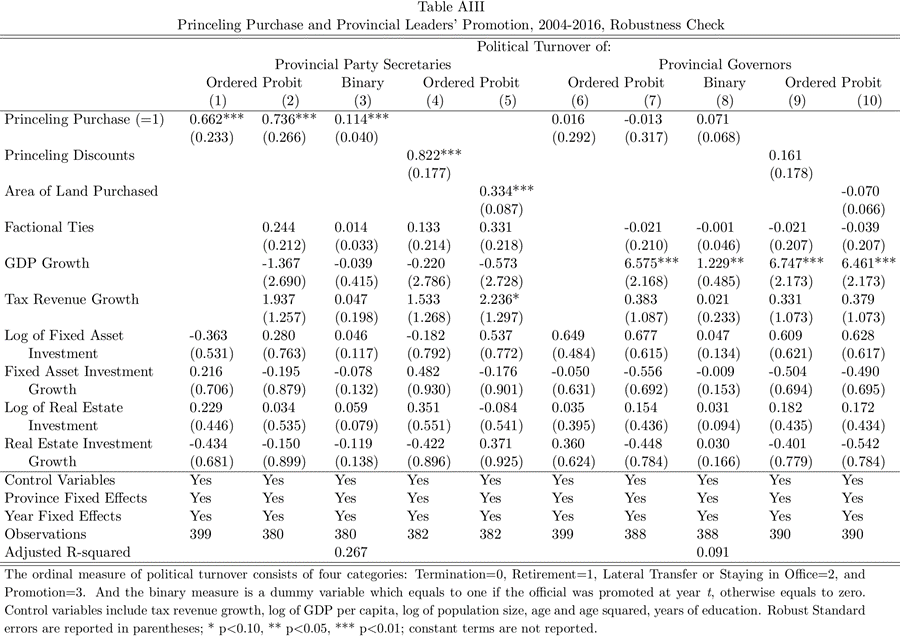 Table AIII
Princeling Purchase and Provincial Leaders' Promotion, 2004-2016, Robustness Check
Political Turnover of:
Provincial Party Secretaries Provincial Governors
Ordered Probit Binary Ordered Probit Ordered Probit Binary Ordered Probit
(1) (2) (3) (4) (5) (6) (7) (8) (9) (10)
Princeling Purchase (=1) 0.662*** 0.736*** 0.114*** 0.016 -0.013 0.071
(0.233) (0.266) (0.040) (0.292) (0.317) (0.068)
Princeling Discounts 0.822*** 0.161
(0.177) (0.178)
Area of Land Purchased 0.334*** -0.070
(0.087) (0.066)
Factional Ties 0.244 0.014 0.133 0.331 -0.021 -0.001 -0.021 -0.039
(0.212) (0.033) (0.214) (0.218) (0.210) (0.046) (0.207) (0.207)
GDP Growth -1.367 -0.039 -0.220 -0.573 6.575*** 1.229** 6.747*** 6.461***
(2.690) (0.415) (2.786) (2.728) (2.168) (0.485) (2.173) (2.173)
Tax Revenue Growth 1.937 0.047 1.533 2.236* 0.383 0.021 0.331 0.379
(1.257) (0.198) (1.268) (1.297) (1.087) (0.233) (1.073) (1.073)
Log of Fixed Asset -0.363 0.280 0.046 -0.182 0.537 0.649 0.677 0.047 0.609 0.628
Investment (0.531) (0.763) (0.117) (0.792) (0.772) (0.484) (0.615) (0.134) (0.621) (0.617)
Fixed Asset Investment 0.216 -0.195 -0.078 0.482 -0.176 -0.050 -0.556 -0.009 -0.504 -0.490
Growth (0.706) (0.879) (0.132) (0.930) (0.901) (0.631) (0.692) (0.153) (0.694) (0.695)
Log of Real Estate 0.229 0.034 0.059 0.351 -0.084 0.035 0.154 0.031 0.182 0.172
Investment (0.446) (0.535) (0.079) (0.551) (0.541) (0.395) (0.436) (0.094) (0.435) (0.434)
Real Estate Investment -0.434 -0.150 -0.119 -0.422 0.371 0.360 -0.448 0.030 -0.401 -0.542
Growth (0.681) (0.899) (0.138) (0.896) (0.925) (0.624) (0.784) (0.166) (0.779) (0.784)
Control Variables Yes Yes Yes Yes Yes Yes Yes Yes Yes Yes
Province Fixed Effects Yes Yes Yes Yes Yes Yes Yes Yes Yes Yes
Year Fixed Effects Yes Yes Yes Yes Yes Yes Yes Yes Yes Yes
Observations 399 380 380 382 382 399 388 388 390 390
Adjusted R-squared 0.267 0.091
The ordinal measure of political turnover consists of four categories: Termination=0, Retirement=1, Lateral Transfer or Staying in Office=2, and
Promotion=3. And the binary measure is a dummy variable which equals to one if the official was promoted at year t, otherwise equals to zero.
Control variables include tax revenue growth, log of GDP per capita, log of population size, age and age squared, years of education. Robust Standard
errors are reported in parentheses; * p<0.10, ** p<0.05, *** p<0.01; constant terms are not reported.